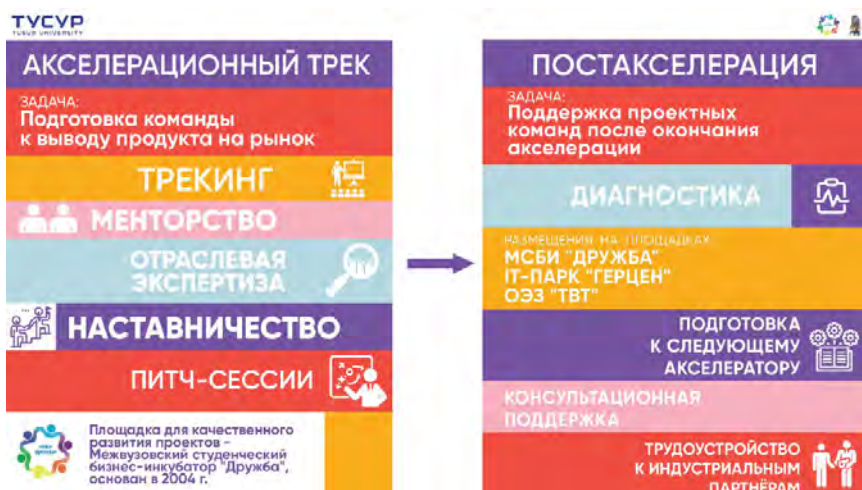 ТУСУР
TUSUR UNIVERSITY
АКСЕЛЕРАЦИОННЫЙ ТРЕК
ЗАДАЧА:
Подготовка команды
к выводу продукта на рынок
ТРЕКИНГ
МЕНТОРСТВО
ОТРАСЛЕВАЯ
ЭКСПЕРТИЗА
НАСТАВНИЧЕСТВО
ПИТЧ-СЕССИИ
Площадка для качественного
развития проектов -
Межвузовский студенческий
бизнес-инкубатор "Дружба",
основан в 2004 г.
ПОСТАКСЕЛЕРАЦИЯ
ЗАДАЧА:
Поддержка проектных
команд после окончания
акселерации
ДИАГНОСТИКА
РАЗМЕЩЕНИЯ НА ПЛОЩАДКАХ
МСБИ "ДРУЖБА"
IT-ПАРК "ГЕРЦЕН"
ОЭЗ "ТВТ"
ПОДГОТОВКА
К СЛЕДУЮЩЕМУ
АКСЕЛЕРАТОРУ
КОНСУЛЬТАЦИОННАЯ
ПОДДЕРЖКА
ТРУДОУСТРОЙСТВО
К ИНДУСТРИАЛЬНЫМ
ПАРТНЁРАМ